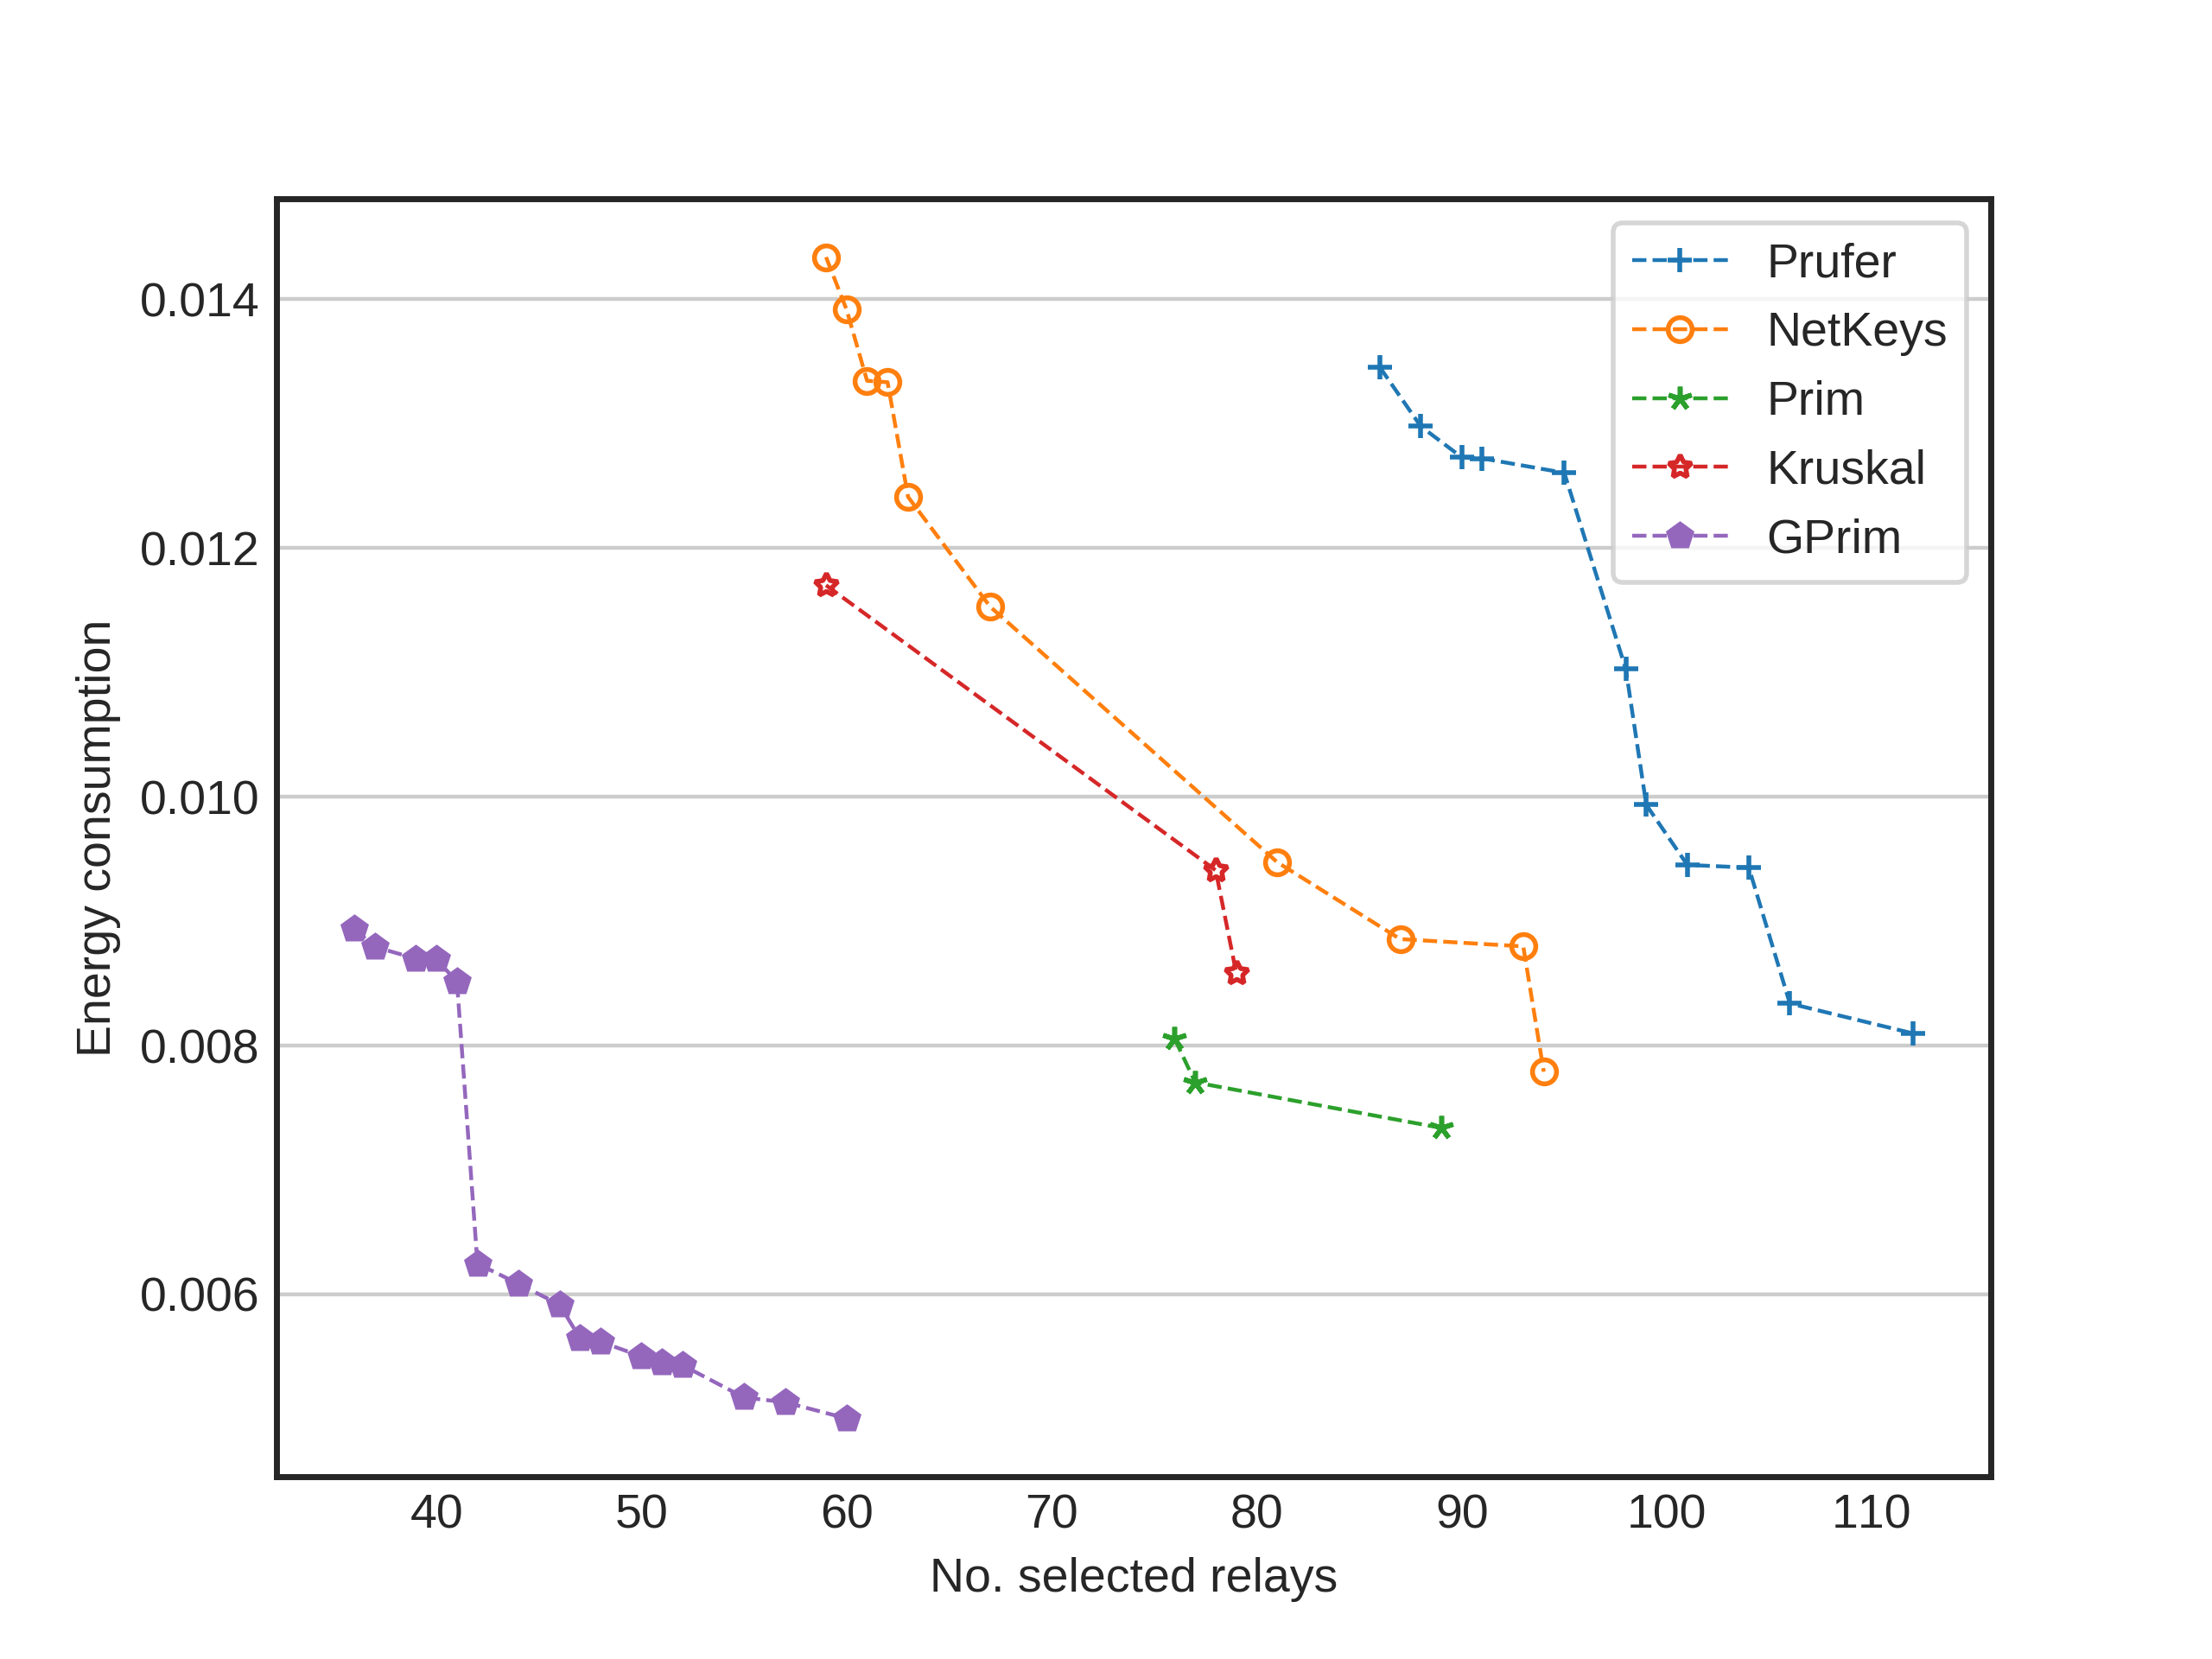 Prufer
NetKeys
Prim
Kruskal
GPrim
0.014
0.012
0.010
0.008
0.006
Energy consumption
40 50 60 70 80 90 100 110
No. selected relays